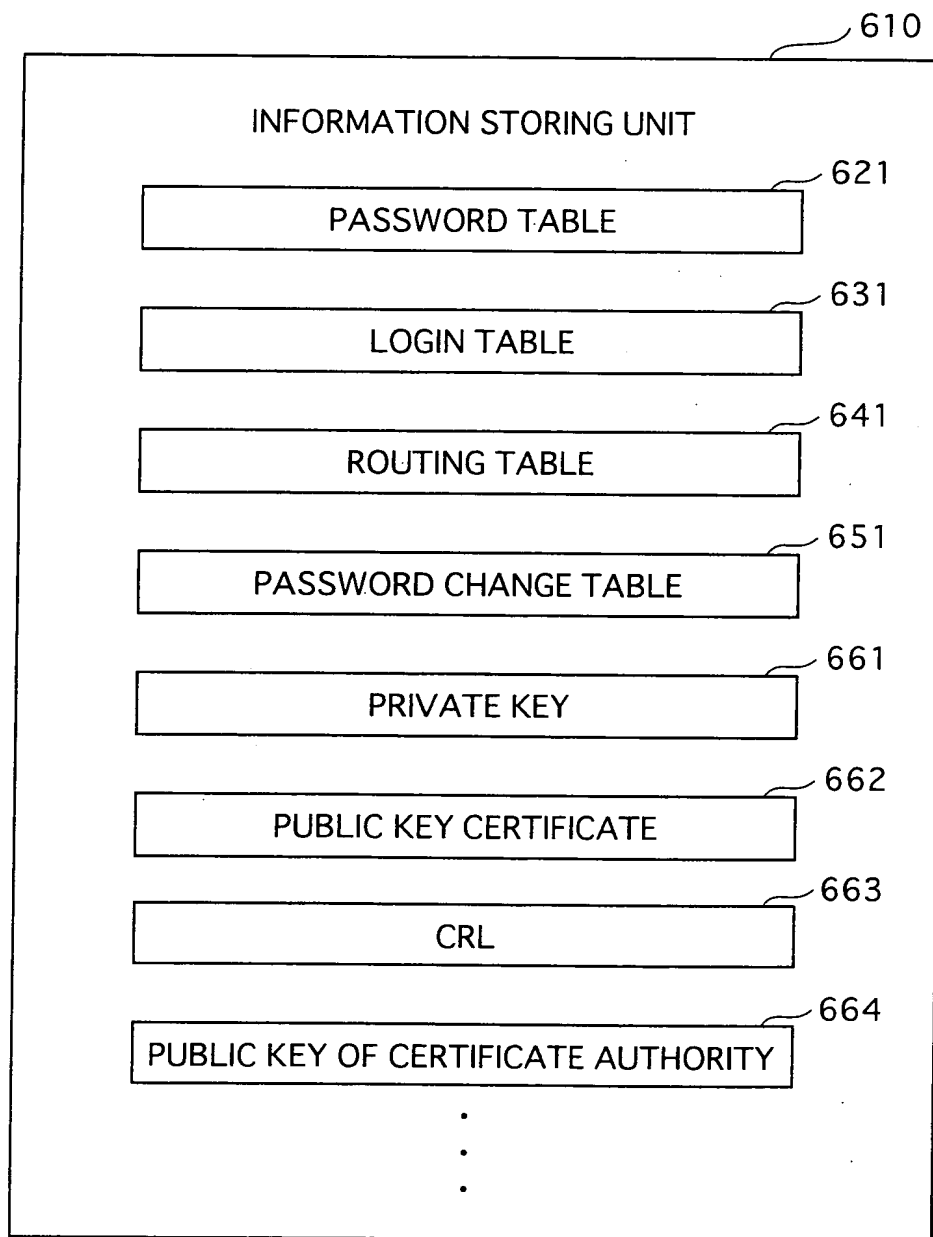 610
INFORMATION STORING UNIT
621
PASSWORD TABLE
631
LOGIN TABLE
641
ROUTING TABLE
651
PASSWORD CHANGE TABLE
661
PRIVATE KEY
662
PUBLIC KEY CERTIFICATE
663
CRL
664
PUBLIC KEY OF CERTIFICATE AUTHORITY